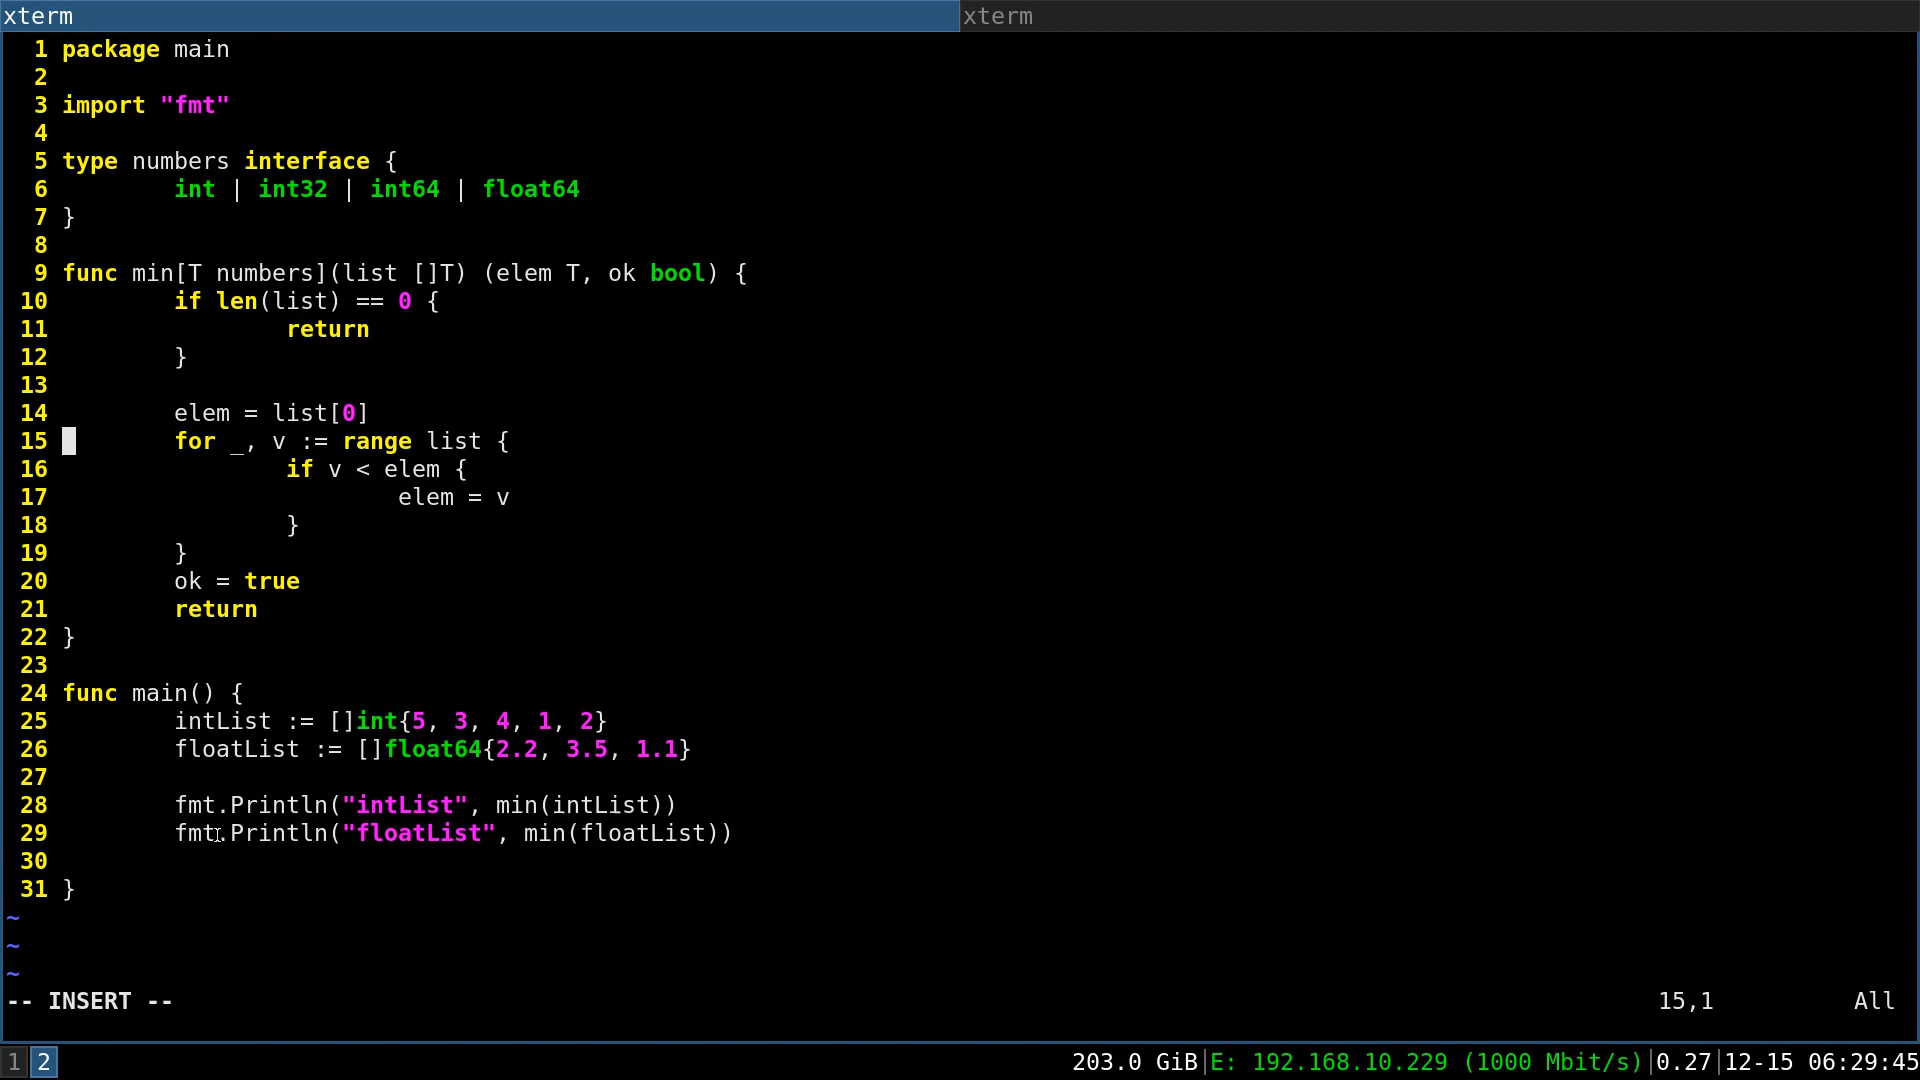 xterm xterm
1 package main
2
3 import "fmt"
4
5 type numbers interface {
6         int | int32 | int64 | float64
7 }
8
9 func min[T numbers](list []T) (elem T, ok bool) {
10         if len(list) == 0 {
11                 return
12         }
13
14         elem = list[0]
15         for _, v := range list {
16                 if v < elem {
17                         elem = v
18                 }
19         }
20         ok = true
21         return
22 }
23
24 func main() {
25         intList := []int{5, 3, 4, 1, 2}
26         floatList := []float64{2.2, 3.5, 1.1}
27
28         fmt.Println("intList", min(intList))
29         fmt.Println("floatList", min(floatList))
30
31 }
~
~
~
-- INSERT -- 15,1 All
1 2 203.0 GiB|E: 192.168.10.229 (1000 Mbit/s)|0.27|12-15 06:29:45